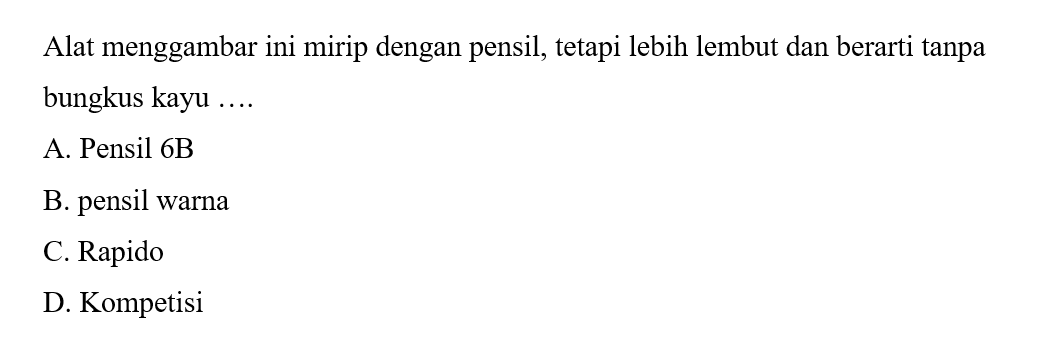 Alat menggambar ini mirip dengan pensil, tetapi lebih lembut dan berarti tanpa
bungkus kayu ….
A. Pensil 6B
B. pensil warna
C. Rapido
D. Kompetisi